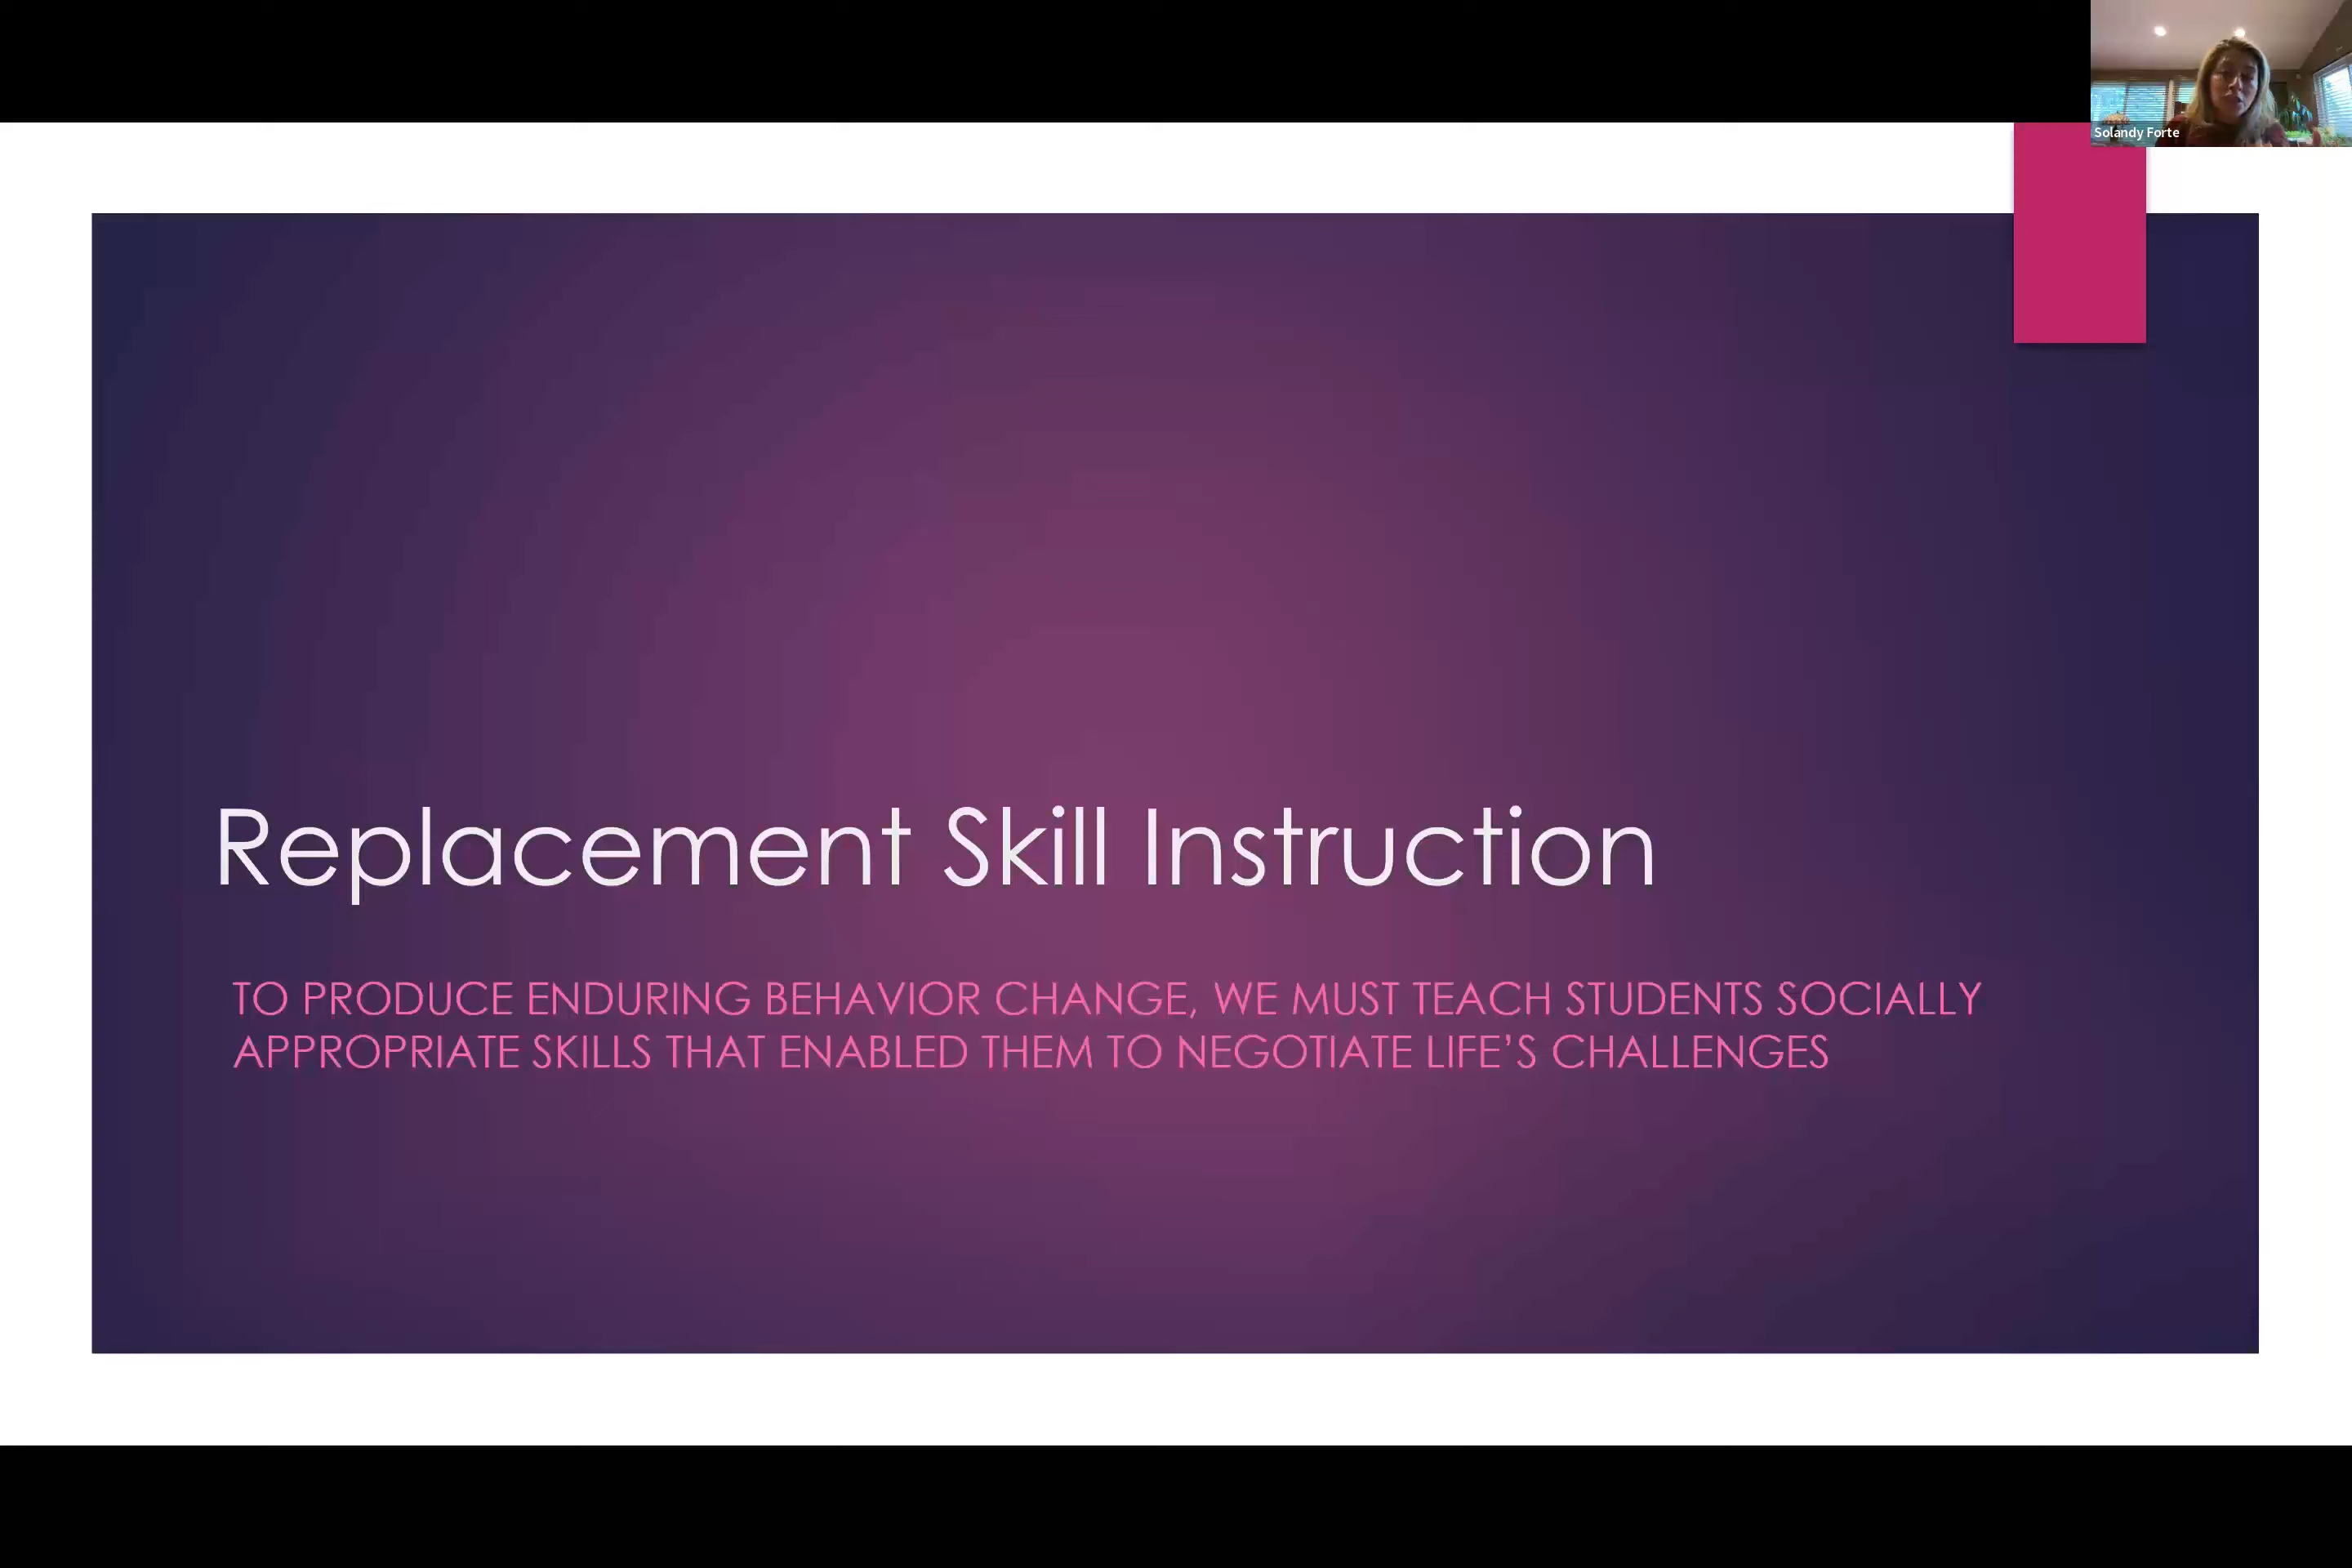 Solandy Forte
Replacement Skill Instruction
TO PRODUCE ENDURING BEHAVIOR CHANGE, WE MUST TEACH STUDENTS SOCIALLY
APPROPRIATE SKILLS THAT ENABLED THEM TO NEGOTIATE LIFE’S CHALLENGES